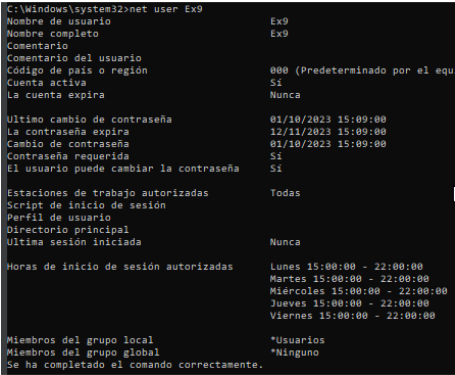 C:\Windows\system32>net user Ex9
Nombre de usuario Ex9
Nombre completo Ex9
Comentario
Comentario del usuario
Código de país o región 000 (Predeterminado por el equ
Cuenta activa Sí
La cuenta expira Nunca
Ultimo cambio de contraseña 01/10/2023 15:09:00
La contraseña expira 12/11/2023 15:09:00
Cambio de contraseña 01/10/2023 15:09:00
Contraseña requerida Sí
El usuario puede cambiar la contraseña Sí
Estaciones de trabajo autorizadas Todas
Script de inicio de sesión
Perfil de usuario
Directorio principal
Ultima sesión iniciada Nunca
Horas de inicio de sesión autorizadas Lunes 15:00:00 - 22:00:00
Martes 15:00:00 - 22:00:00
Miércoles 15:00:00 - 22:00:00
Jueves 15:00:00 - 22:00:00
Viernes 15:00:00 - 22:00:00
Miembros del grupo local *Usuarios
Miembros del grupo global *Ninguno
Se ha completado el comando correctamente.